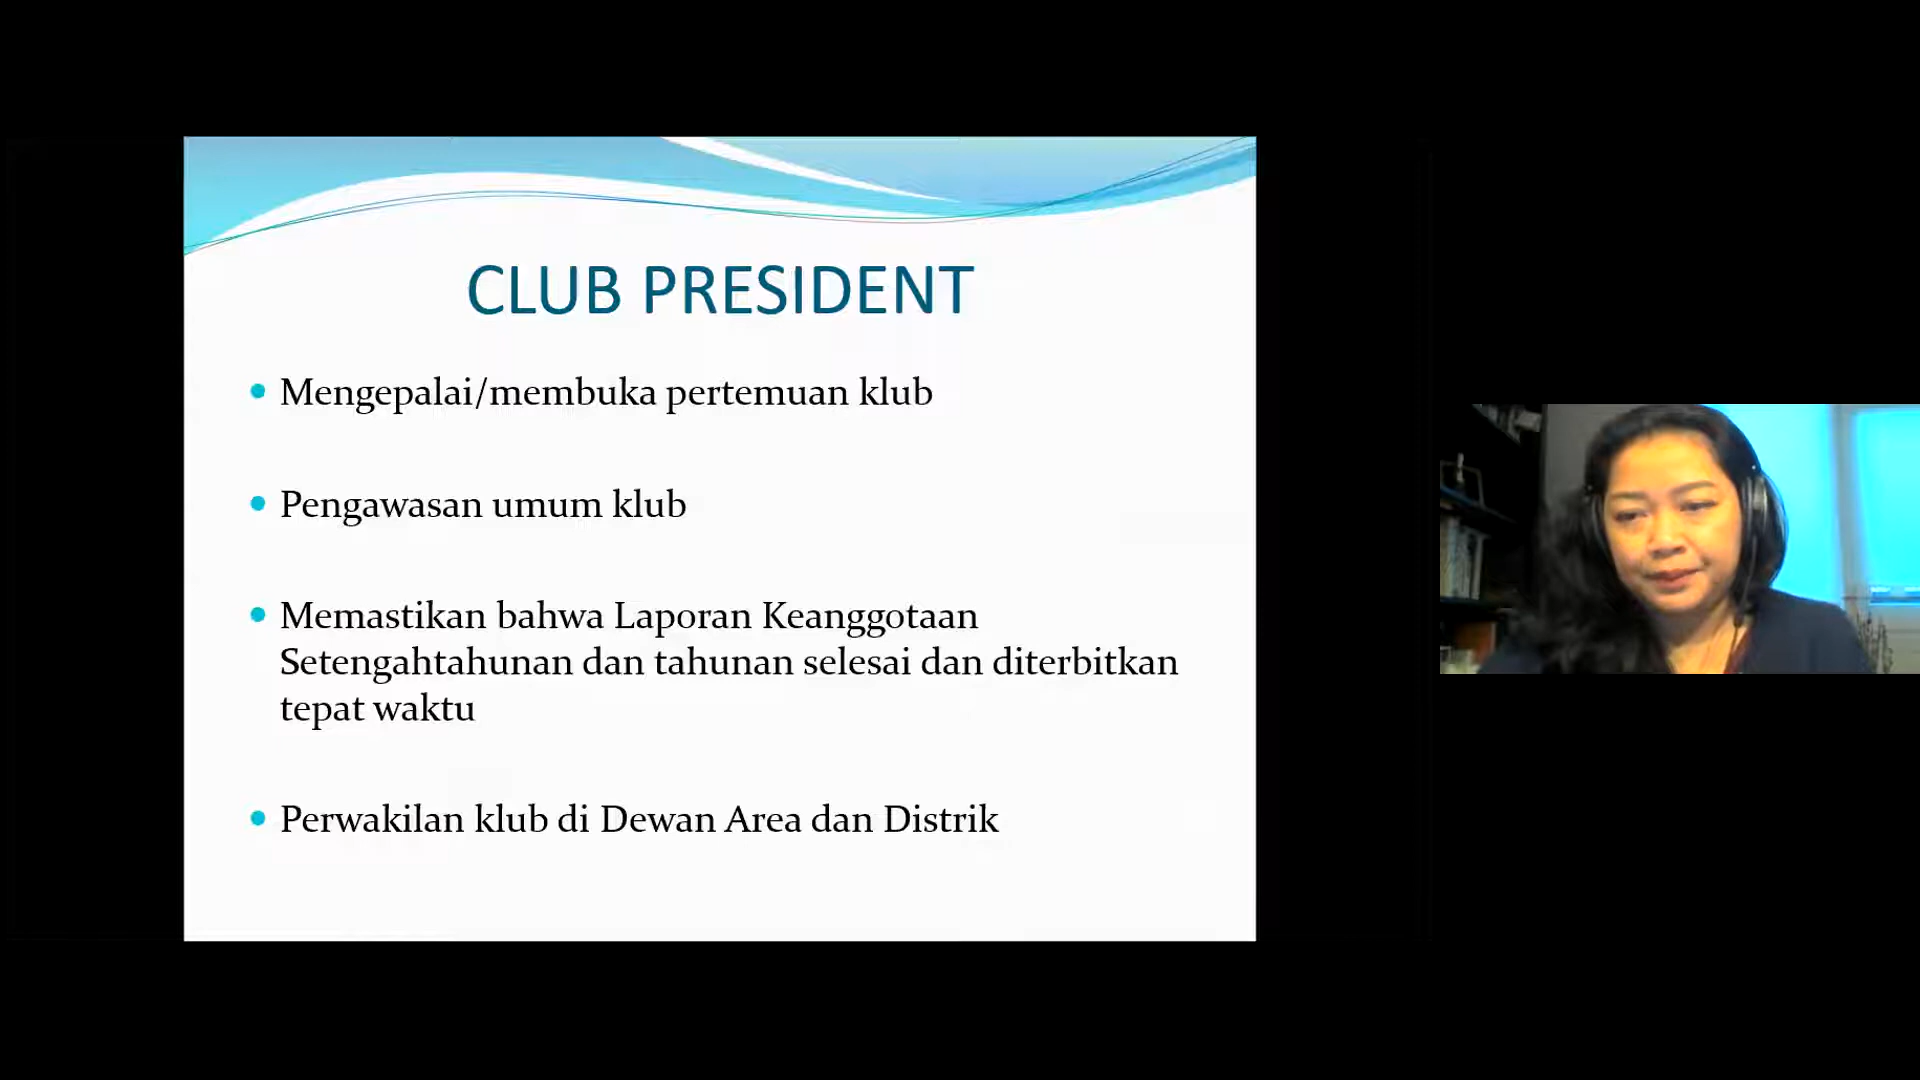 CLUB PRESIDENT
Mengepalai/membuka pertemuan klub
Pengawasan umum klub
Memastikan bahwa Laporan Keanggotaan
Setengahtahunan dan tahunan selesai dan diterbitkan
tepat waktu
Perwakilan klub di Dewan Area dan Distrik